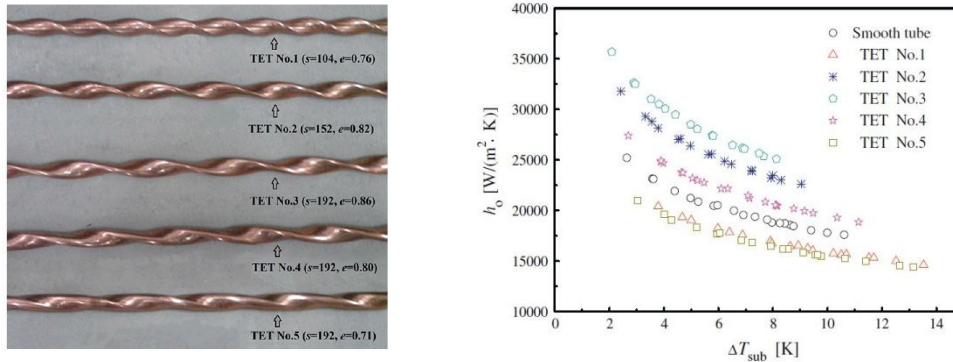 TET No.1 (s=104, e=0.76)
TET No.2 (s=152, e=0.82)
TET No.3 (s=192, e=0.86)
TET No.4 (s=192, e=0.80)
TET No.5 (s=192, e=0.71)
40000
35000
30000
25000
20000
15000
10000
hₒ [W/(m²· K)]
Smooth tube
TET No.1
TET No.2
TET No.3
TET No.4
TET No.5
0 2 4 6 8 10 12 14
ΔT_sub [K]